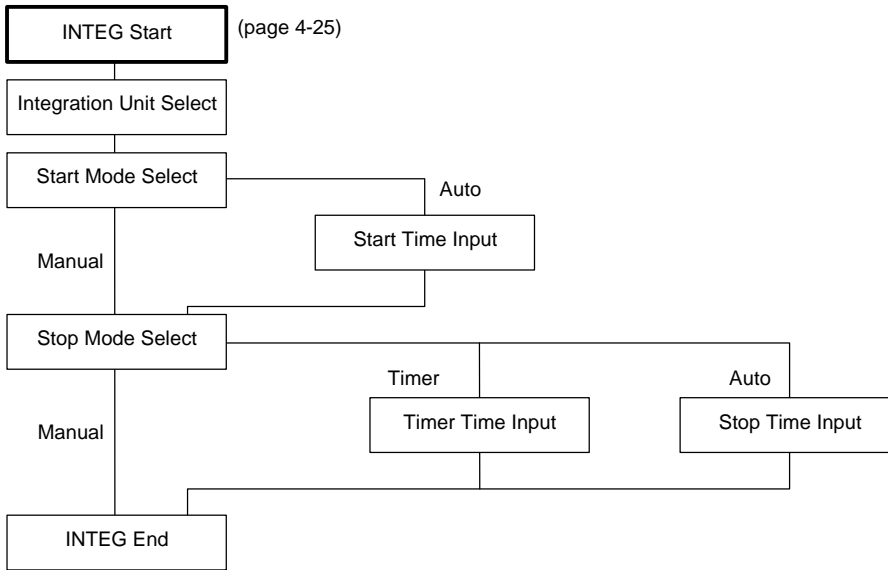 INTEG Start
(page 4-25)
Integration Unit Select
Start Mode Select
Auto
Start Time Input
Manual
Stop Mode Select
Timer
Auto
Timer Time Input
Stop Time Input
Manual
INTEG End